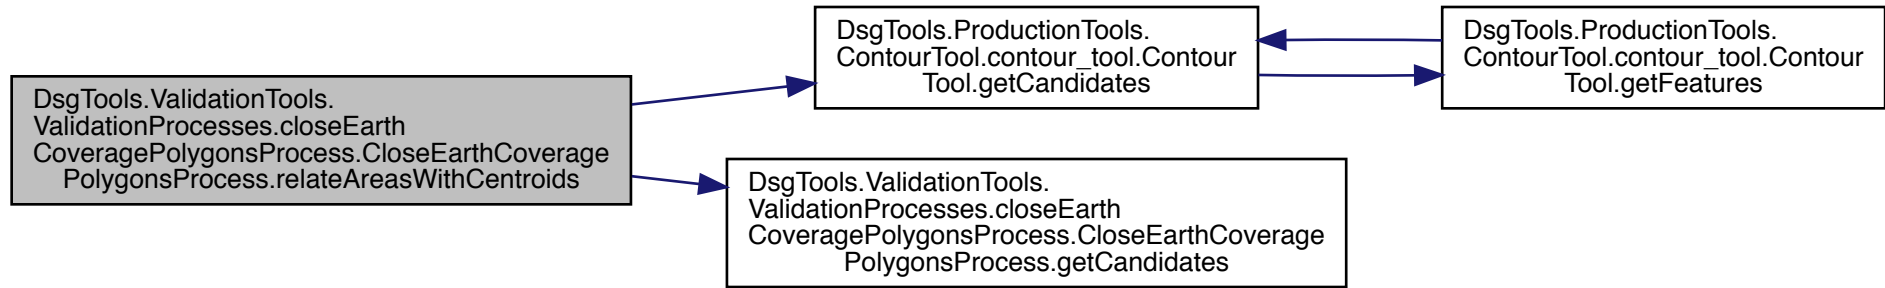 DsgTools.ValidationTools.
ValidationProcesses.closeEarth
CoveragePolygonsProcess.CloseEarthCoverage
PolygonsProcess.relateAreasWithCentroids
DsgTools.ProductionTools.
ContourTool.contour_tool.Contour
Tool.getCandidates
DsgTools.ProductionTools.
ContourTool.contour_tool.Contour
Tool.getFeatures
DsgTools.ValidationTools.
ValidationProcesses.closeEarth
CoveragePolygonsProcess.CloseEarthCoverage
PolygonsProcess.getCandidates